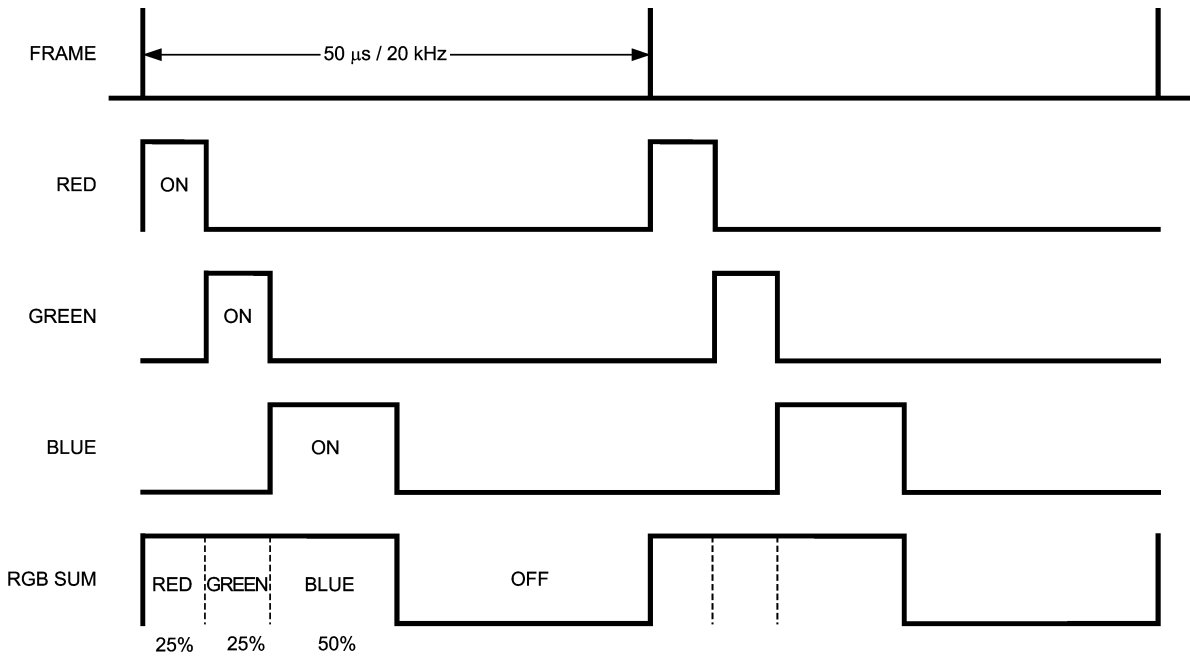 FRAME
50 μs / 20 kHz
RED
ON
GREEN
ON
BLUE
ON
RGB SUM
RED
GREEN
BLUE
OFF
25%
25%
50%